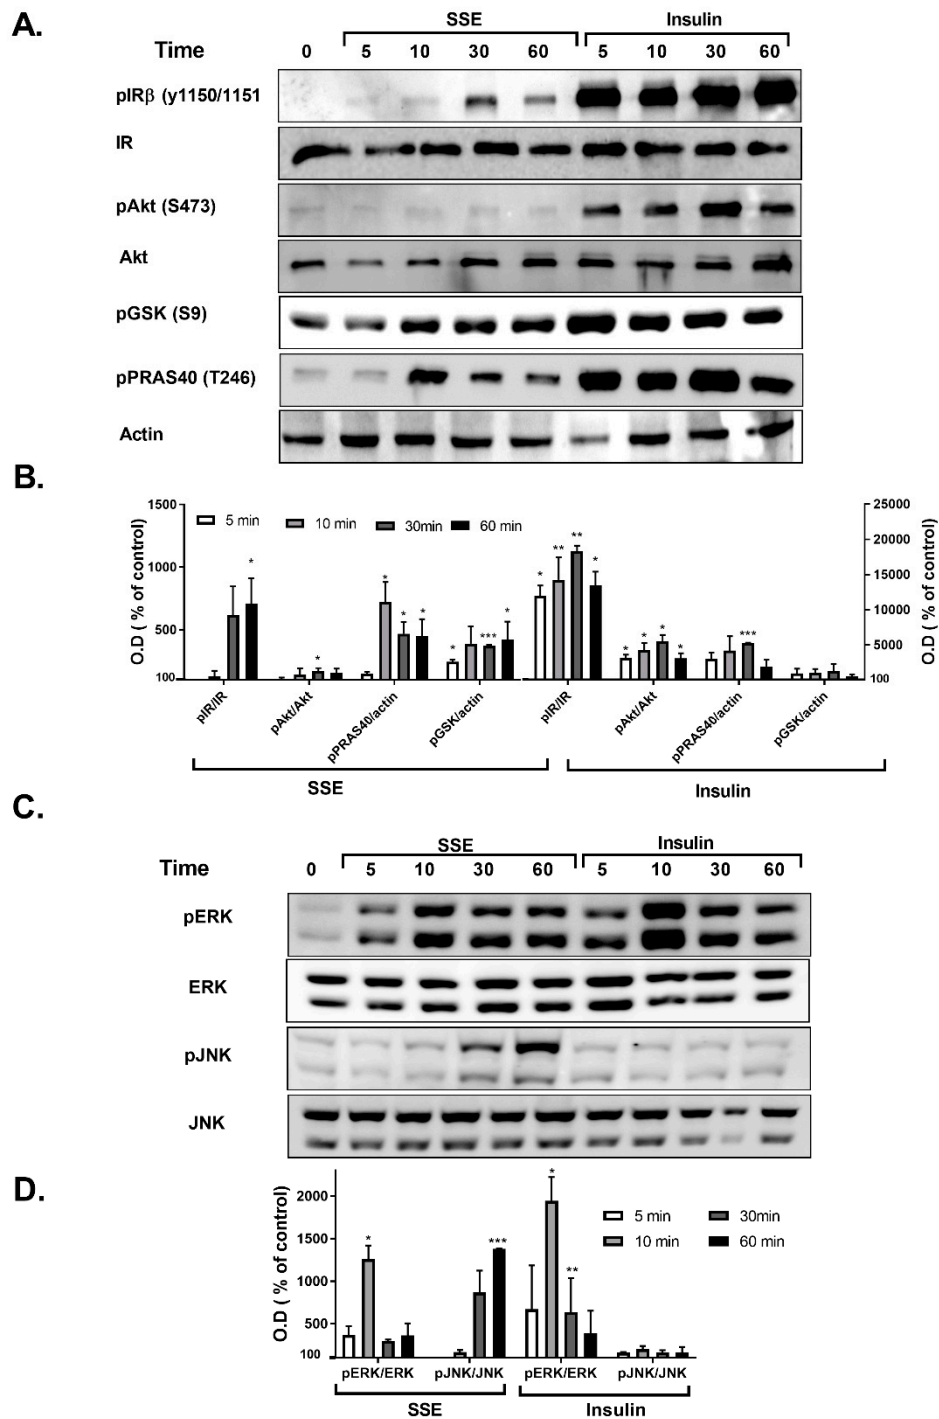 A.
SSE Insulin
Time 0 5 10 30 60 5 10 30 60
pIRβ (y1150/1151
IR
pAkt (S473)
Akt
pGSK (S9)
pPRAS40 (T246)
Actin
B.
O.D ( % of control)
1500
1000
500
100
5 min 10 min 30min 60 min
* * * * * * *** * * ** ** * * * * * ***
25000
20000
15000
10000
5000
100
O.D ( % of control)
pIR/IR pAkt/Akt pPRAS40/actin pGSK/actin pIR/IR pAkt/Akt pPRAS40/actin pGSK/actin
SSE Insulin
C.
SSE Insulin
Time 0 5 10 30 60 5 10 30 60
pERK
ERK
pJNK
JNK
D.
O.D ( % of control)
2000
1500
1000
500
100
* *** * **
5 min 30min
10 min 60 min
pERK/ERK pJNK/JNK pERK/ERK pJNK/JNK
SSE Insulin